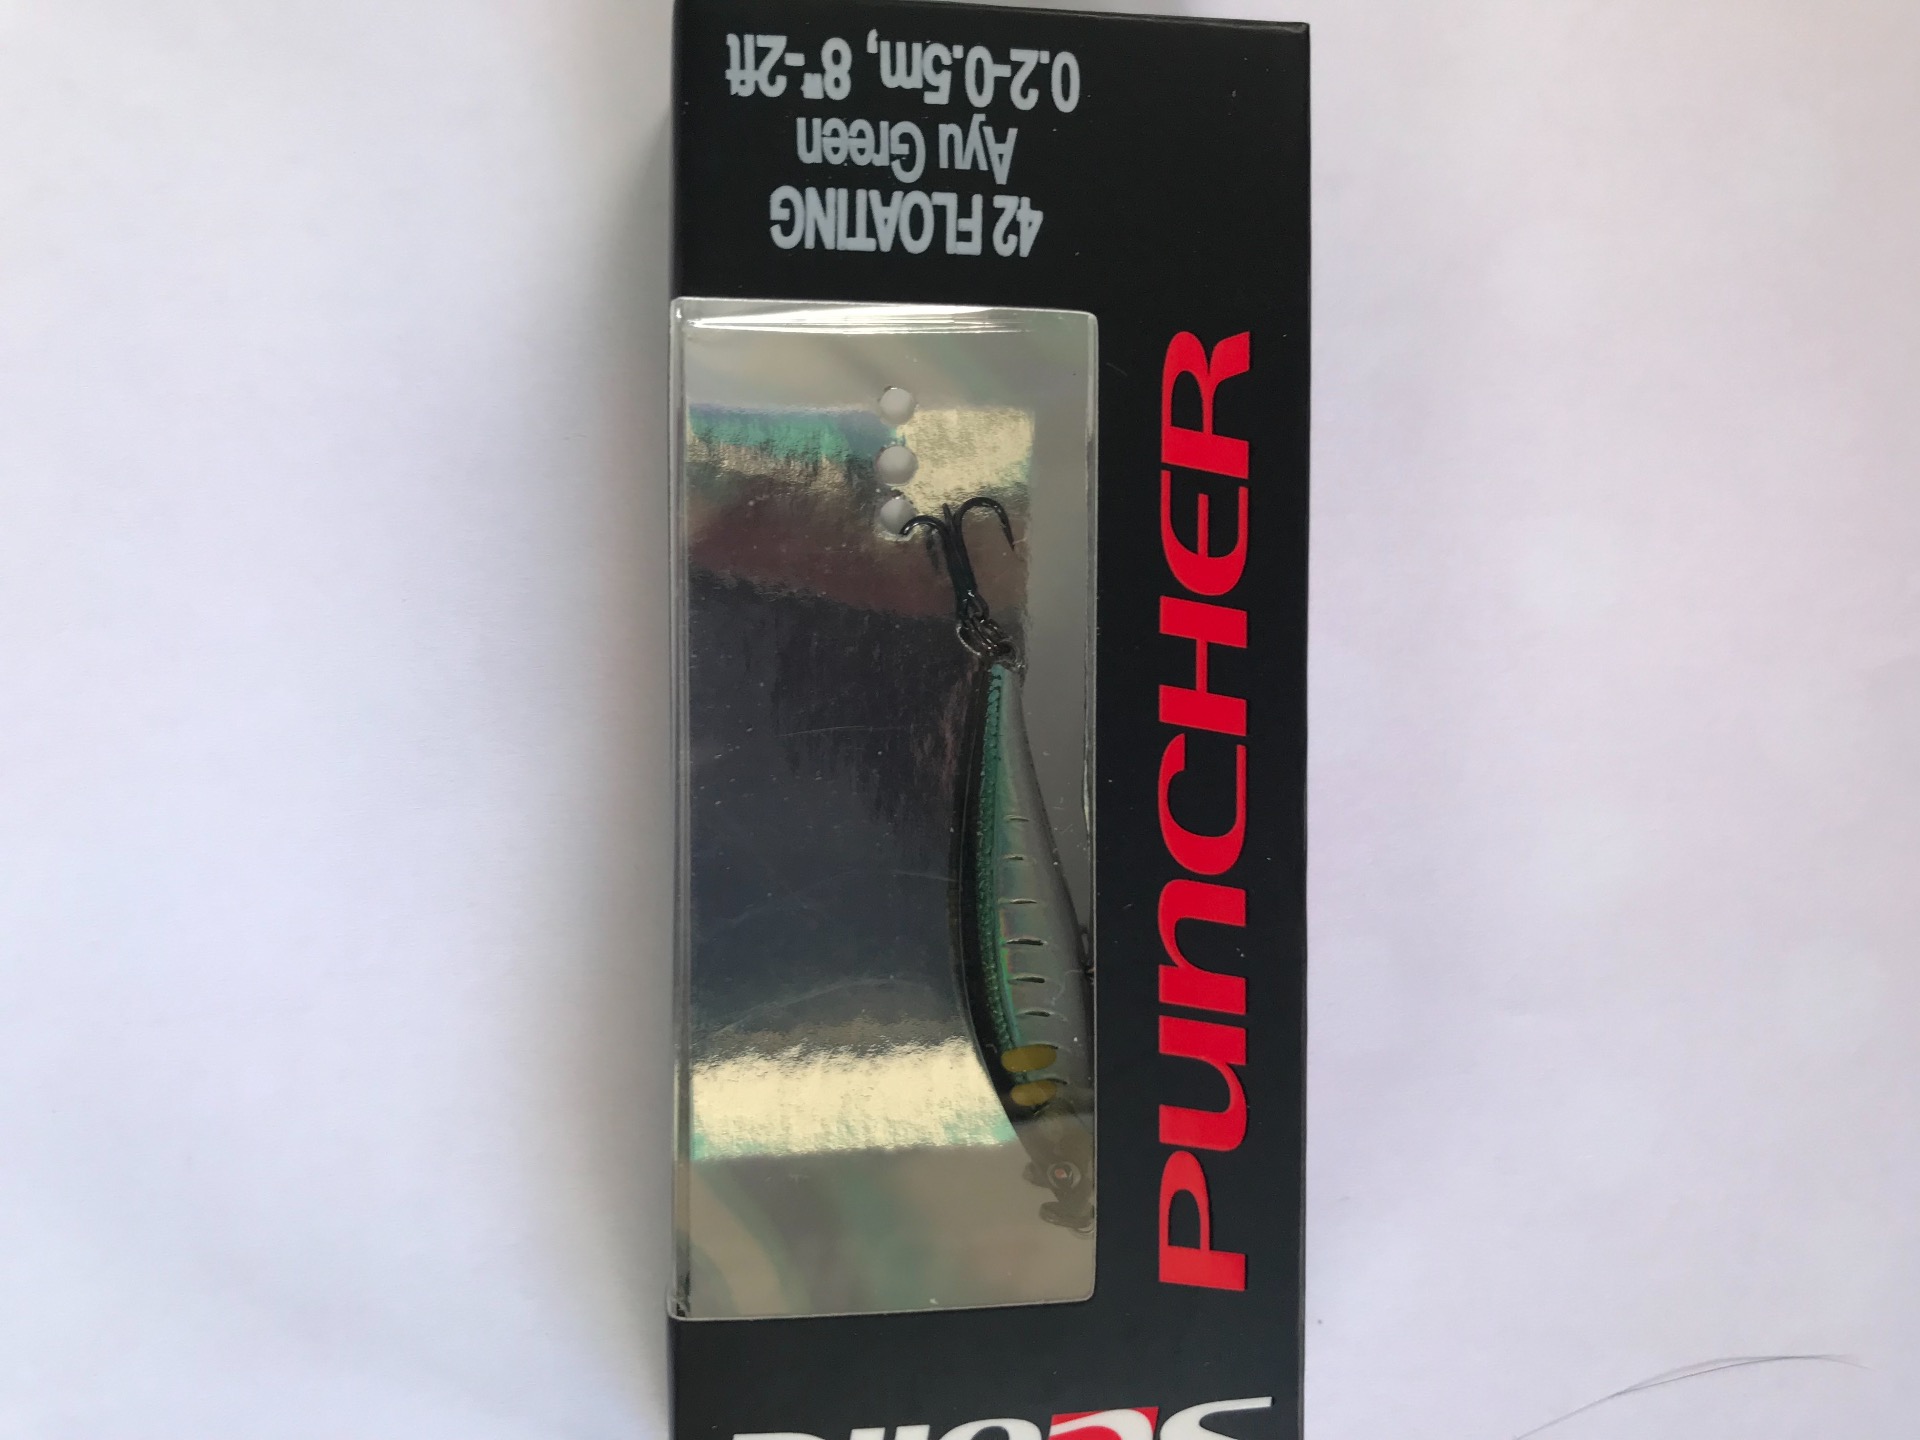 42 FLOATING
Ayu Green
0.2-0.5m, 8"-2ft
PUNCHER